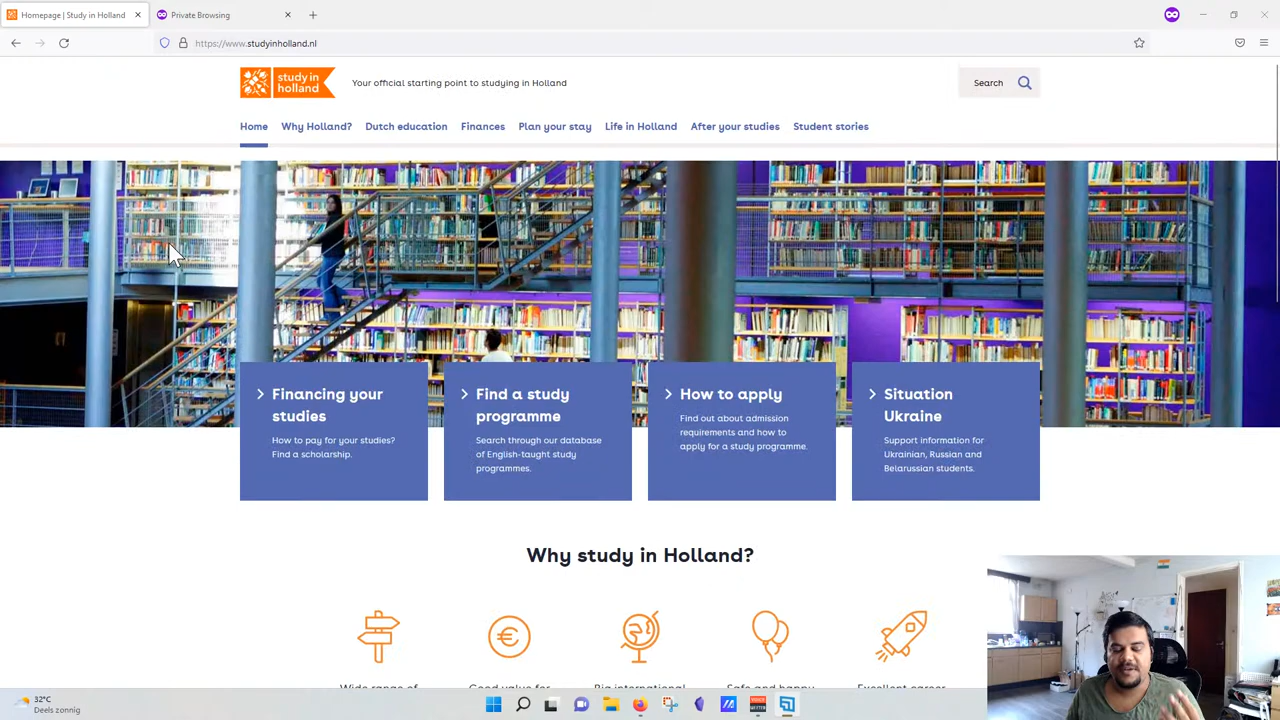 Homepage | Study in Holland
Private Browsing
https://www.studyinholland.nl
study in
holland
Your official starting point to studying in Holland
Search
Home Why Holland? Dutch education Finances Plan your stay Life in Holland After your studies Student stories
Financing your
studies
How to pay for your studies?
Find a scholarship.
Find a study
programme
Search through our database
of English-taught study
programmes.
How to apply
Find out about admission
requirements and how to
apply for a study programme.
Situation
Ukraine
Support information for
Ukrainian, Russian and
Belarussian students.
Why study in Holland?
Wide range of Good value for Big international Safe and happy Excellent career
32°C
Deels zonnig